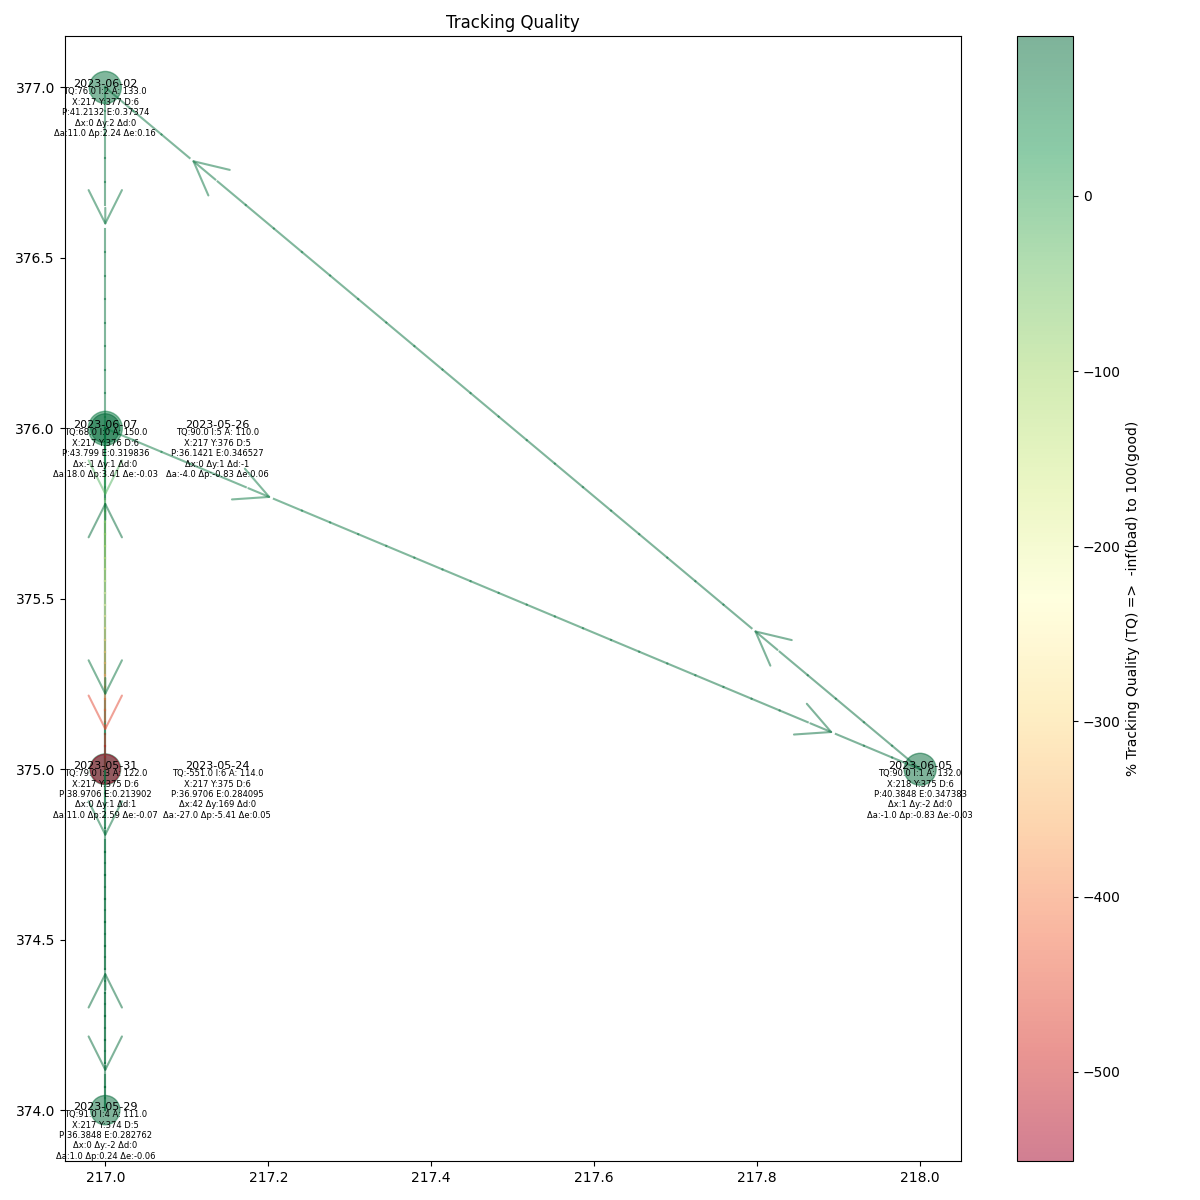 Tracking Quality
377.0
376.5
376.0
375.5
375.0
374.5
374.0
2023-06-02
TQ:76.0 I:2 A: 133.0
X:217 Y:377 D:6
P:41.2132 E:0.37374
Δx:0 Δy:2 Δd:0
Δa:11.0 Δp:2.24 Δe:0.16
2023-06-07
TQ:68.0 I:0 A: 150.0
X:217 Y:376 D:6
P:43.799 E:0.319836
Δx:-1 Δy:1 Δd:0
Δa:18.0 Δp:3.41 Δe:-0.03
2023-05-26
TQ:90.0 I:5 A: 110.0
X:217 Y:376 D:5
P:36.1421 E:0.346527
Δx:0 Δy:1 Δd:-1
Δa:-4.0 Δp:-0.83 Δe:0.06
2023-05-31
TQ:79.0 I:3 A: 122.0
X:217 Y:375 D:6
P:38.9706 E:0.213902
Δx:0 Δy:1 Δd:1
Δa:11.0 Δp:2.59 Δe:-0.07
2023-05-24
TQ:-551.0 I:6 A: 114.0
X:217 Y:375 D:6
P:36.9706 E:0.284095
Δx:42 Δy:169 Δd:0
Δa:-27.0 Δp:-5.41 Δe:0.05
2023-06-05
TQ:90.0 I:1 A: 132.0
X:218 Y:375 D:6
P:40.3848 E:0.347383
Δx:1 Δy:-2 Δd:0
Δa:-1.0 Δp:-0.83 Δe:-0.03
2023-05-29
TQ:91.0 I:4 A: 111.0
X:217 Y:374 D:5
P:36.3848 E:0.282762
Δx:0 Δy:-2 Δd:0
Δa:1.0 Δp:0.24 Δe:-0.06
217.0
217.2
217.4
217.6
217.8
218.0
0
−100
−200
−300
−400
−500
% Tracking Quality (TQ) => -inf(bad) to 100(good)